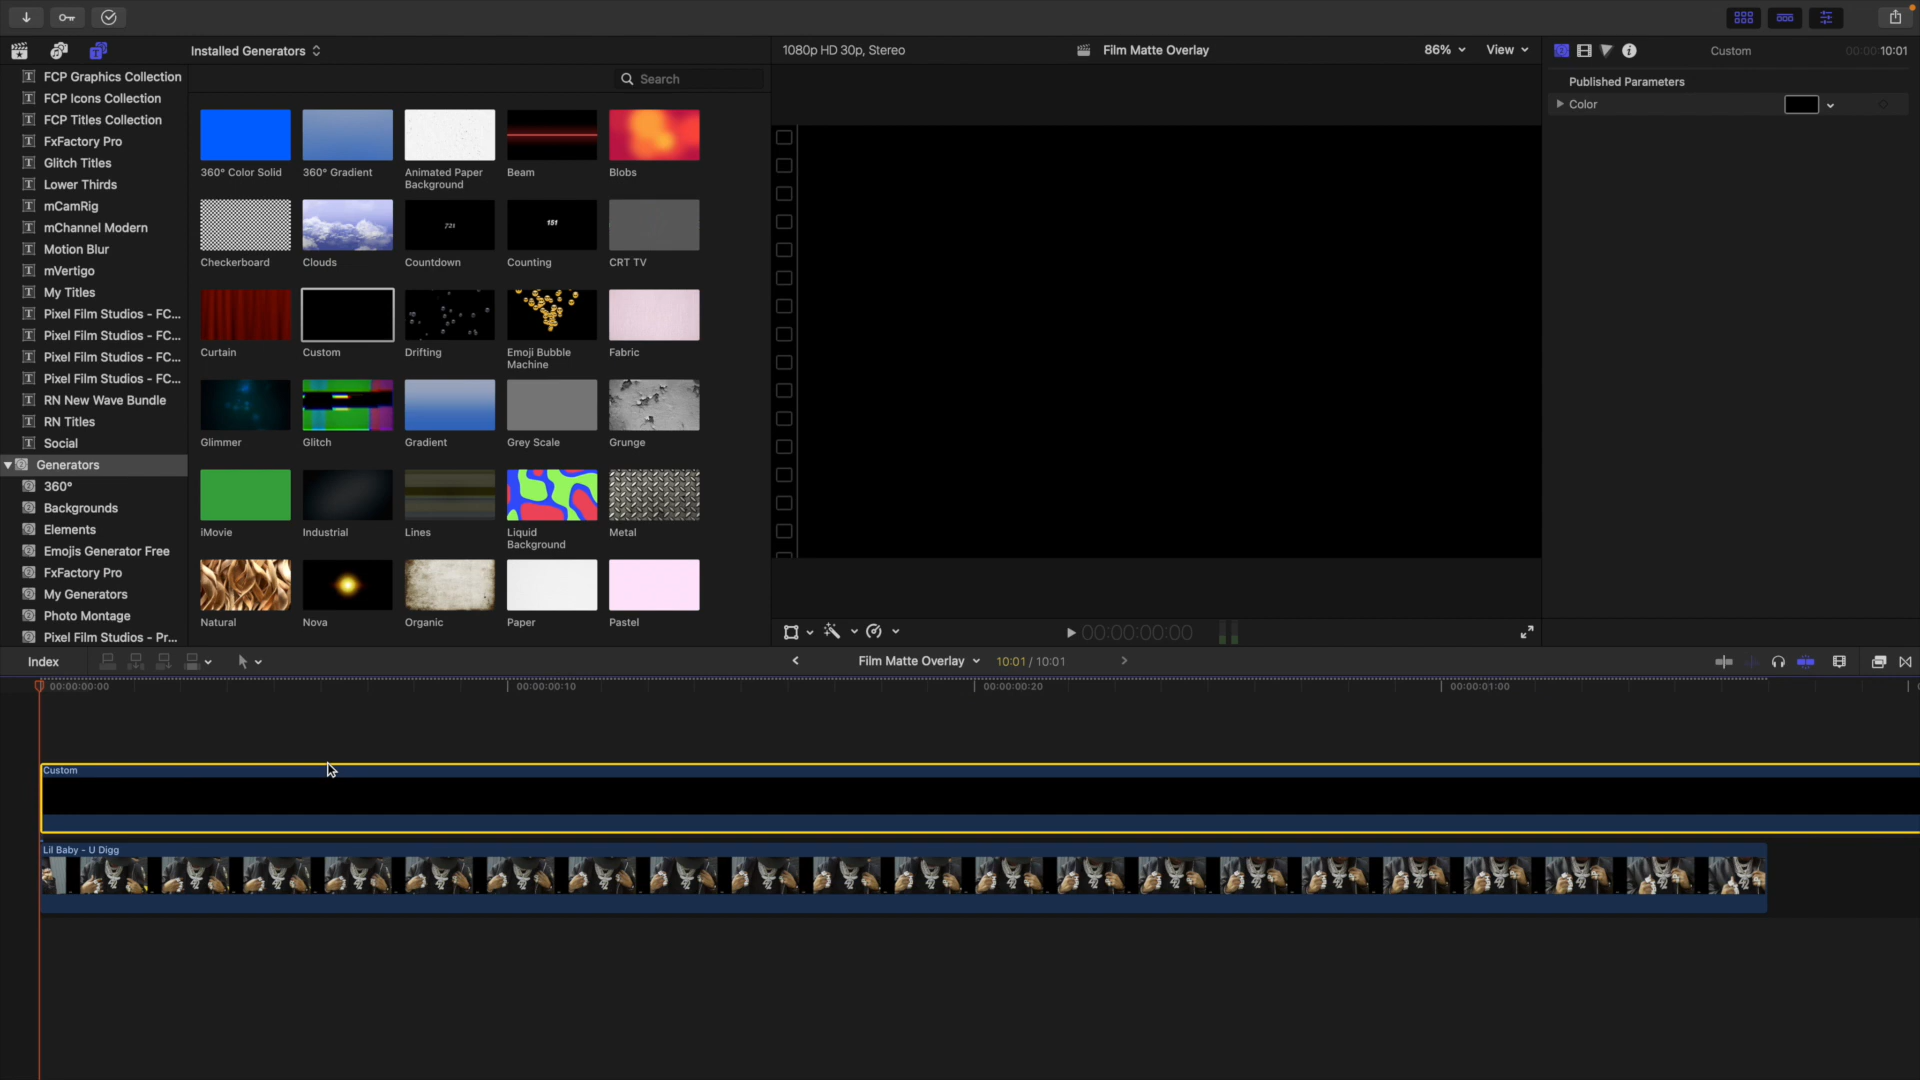 Installed Generators
1080p HD 30p, Stereo
Film Matte Overlay
86%
View
Custom
00:00:10:01
FCP Graphics Collection
FCP Icons Collection
FCP Titles Collection
FxFactory Pro
Glitch Titles
Lower Thirds
mCamRig
mChannel Modern
Motion Blur
mVertigo
My Titles
Pixel Film Studios - FC...
Pixel Film Studios - FC...
Pixel Film Studios - FC...
Pixel Film Studios - FC...
RN New Wave Bundle
RN Titles
Social
Generators
360°
Backgrounds
Elements
Emojis Generator Free
FxFactory Pro
My Generators
Photo Montage
Pixel Film Studios - Pr...
Search
360° Color Solid
360° Gradient
Animated Paper
Background
Beam
Blobs
721
151
Checkerboard
Clouds
Countdown
Counting
CRT TV
Curtain
Custom
Drifting
Emoji Bubble
Machine
Fabric
Glimmer
Glitch
Gradient
Grey Scale
Grunge
iMovie
Industrial
Lines
Liquid
Background
Metal
Natural
Nova
Organic
Paper
Pastel
Published Parameters
Color
00:00:00:00
Index
Film Matte Overlay
10:01 / 10:01
00:00:00:00
00:00:00:10
00:00:00:20
00:00:01:00
Custom
Lil Baby - U Digg